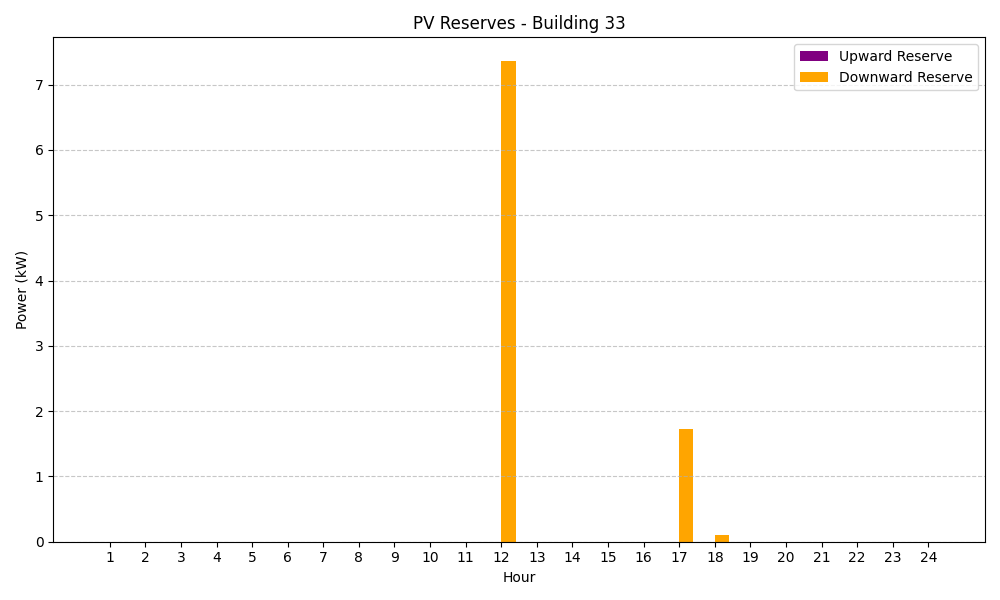 PV Reserves - Building 33
Upward Reserve
Downward Reserve
Power (kW)
7
6
5
4
3
2
1
0
1 2 3 4 5 6 7 8 9 10 11 12 13 14 15 16 17 18 19 20 21 22 23 24
Hour